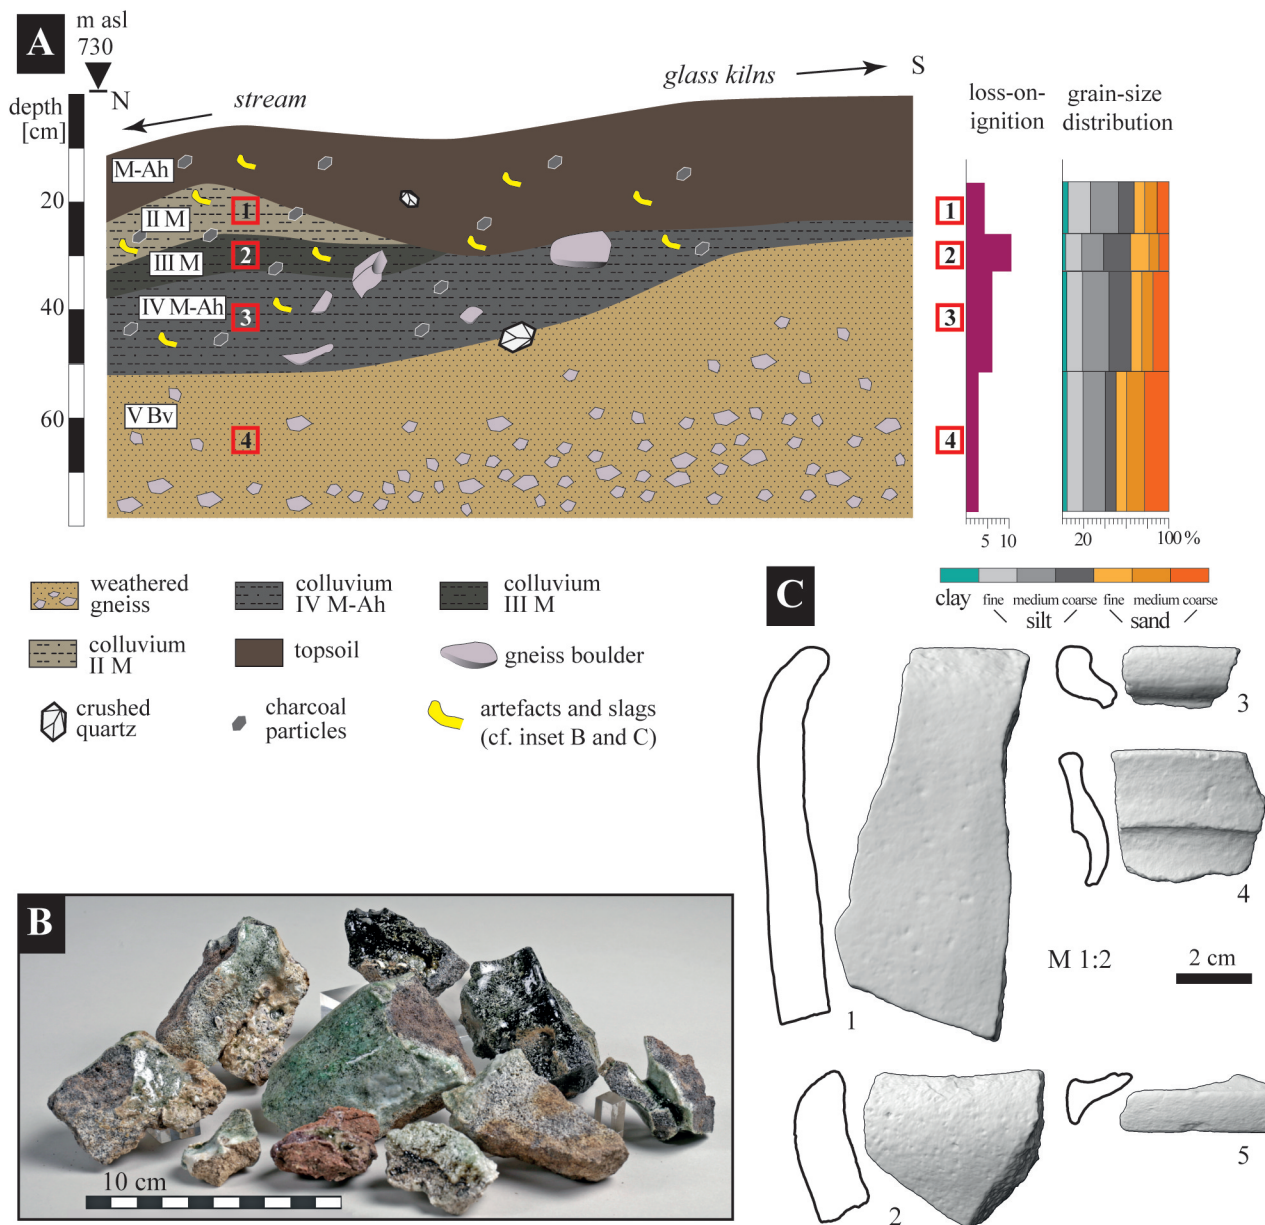 A
m asl
730
N
S
stream
glass kilns
depth
[cm]
20
40
60
M-Ah
II M
III M
IV M-Ah
V Bv
1
2
3
4
loss-on-
ignition
grain-size
distribution
1
2
3
4
5 10
20 100 %
weathered
gneiss
colluvium
IV M-Ah
colluvium
III M
colluvium
II M
topsoil
gneiss boulder
crushed
quartz
charcoal
particles
artefacts and slags
(cf. inset B and C)
clay fine medium coarse fine medium coarse
silt sand
B
10 cm
C
1
2
3
4
5
M 1:2
2 cm